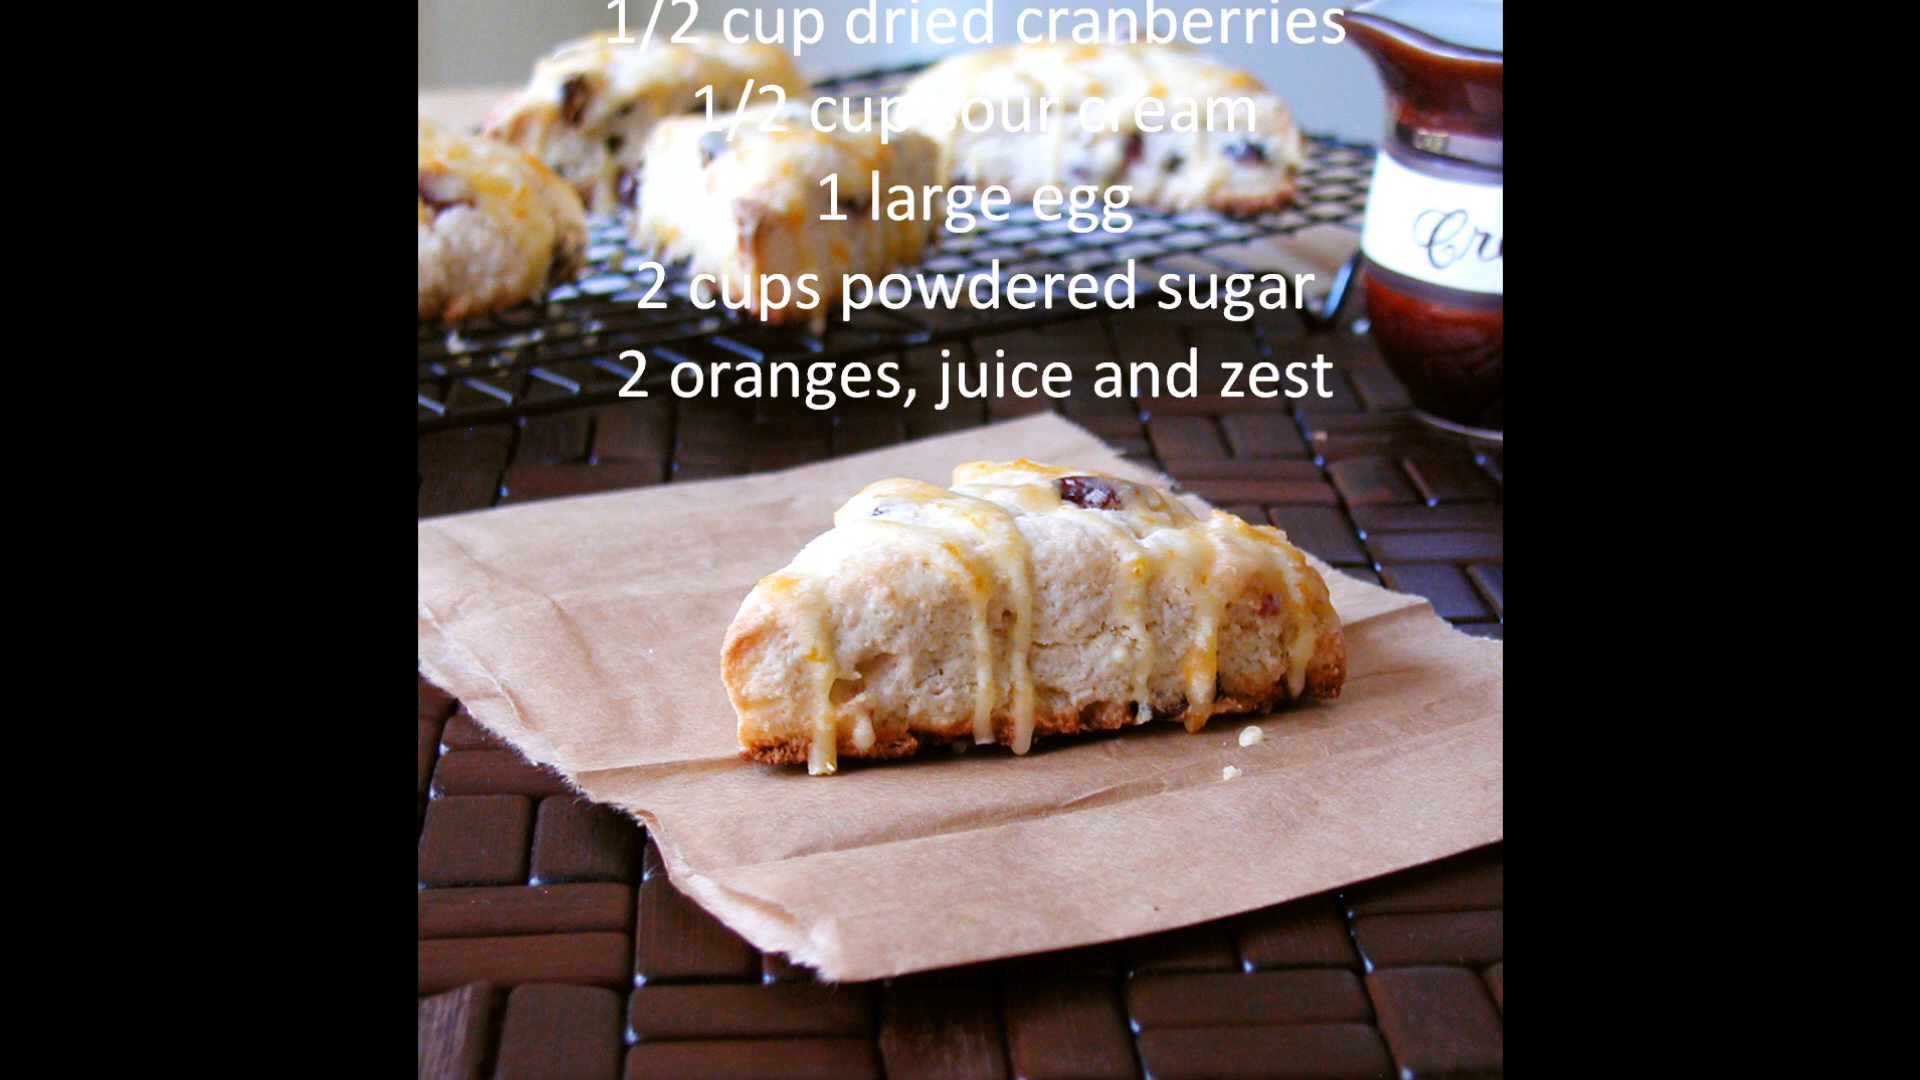 1/2 cup dried cranberries
1/2 cup sour cream
1 large egg
2 cups powdered sugar
2 oranges, juice and zest